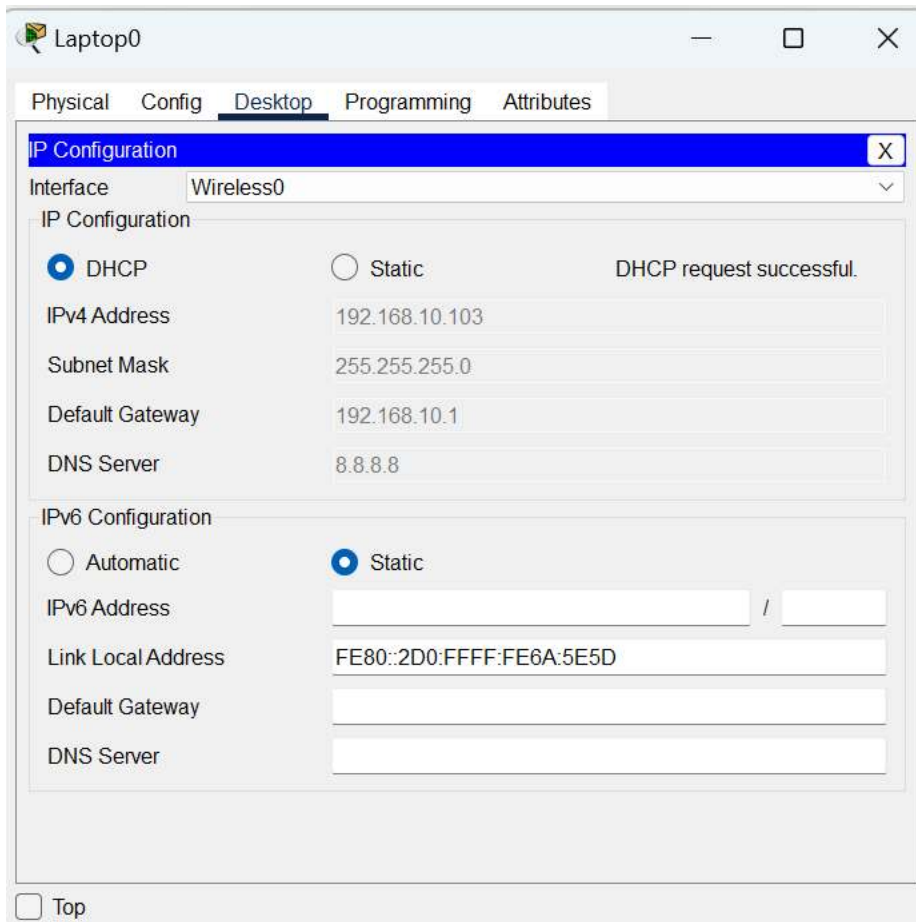 Laptop0
Physical Config Desktop Programming Attributes
IP Configuration X
Interface Wireless0
IP Configuration
DHCP Static DHCP request successful.
IPv4 Address 192.168.10.103
Subnet Mask 255.255.255.0
Default Gateway 192.168.10.1
DNS Server 8.8.8.8
IPv6 Configuration
Automatic Static
IPv6 Address /
Link Local Address FE80::2D0:FFFF:FE6A:5E5D
Default Gateway
DNS Server
Top